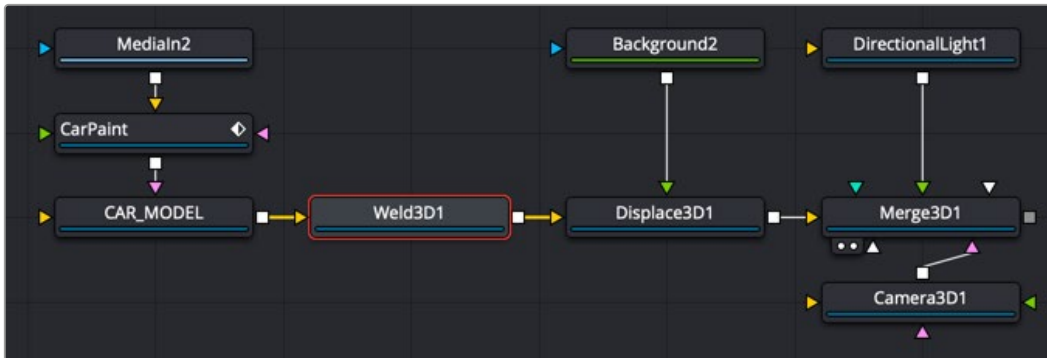 MediaIn2
Background2
DirectionalLight1
CarPaint
CAR_MODEL
Weld3D1
Displace3D1
Merge3D1
Camera3D1